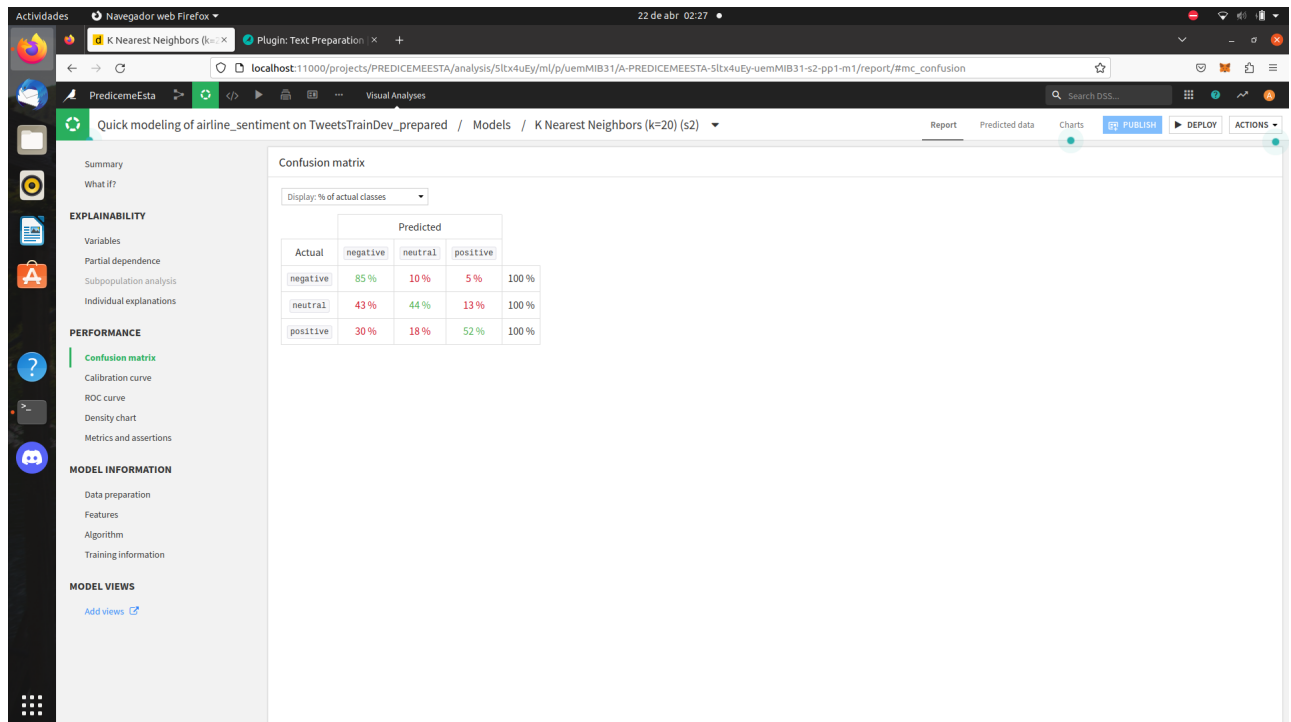 Actividades Navegador web Firefox 22 de abr 02:27
K Nearest Neighbors (k=2 Plugin: Text Preparation |
localhost:11000/projects/PREDICEMEESTA/analysis/5ltx4uEy/ml/p/uemMIB31/A-PREDICEMEESTA-5ltx4uEy-uemMIB31-s2-pp1-m1/report/#mc_confusion
PredicemeEsta Visual Analyses Search DSS...
Quick modeling of airline_sentiment on TweetsTrainDev_prepared / Models / K Nearest Neighbors (k=20) (s2) Report Predicted data Charts PUBLISH DEPLOY ACTIONS
Summary
What if?
EXPLAINABILITY
Variables
Partial dependence
Subpopulation analysis
Individual explanations
PERFORMANCE
Confusion matrix
Calibration curve
ROC curve
Density chart
Metrics and assertions
MODEL INFORMATION
Data preparation
Features
Algorithm
Training information
MODEL VIEWS
Add views
Confusion matrix
Display: % of actual classes
Predicted
Actual negative neutral positive
negative 85 % 10 % 5 % 100 %
neutral 43 % 44 % 13 % 100 %
positive 30 % 18 % 52 % 100 %